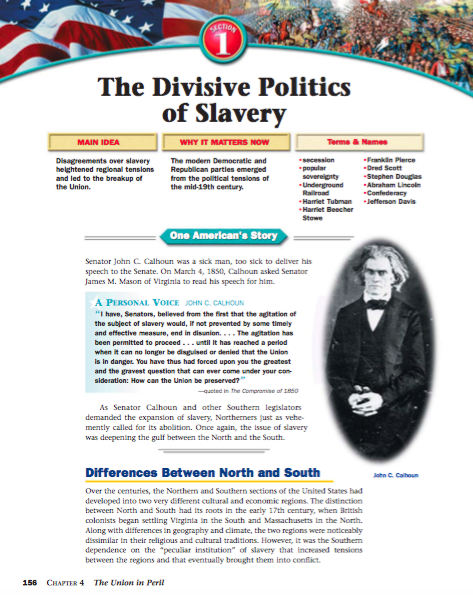 SECTION
1
The Divisive Politics
of Slavery
MAIN IDEA
Disagreements over slavery
heightened regional tensions
and led to the breakup of
the Union.
WHY IT MATTERS NOW
The modern Democratic and
Republican parties emerged
from the political tensions of
the mid-19th century.
Terms & Names
•secession
•popular
sovereignty
•Underground
Railroad
•Harriet Tubman
•Harriet Beecher
Stowe
•Franklin Pierce
•Dred Scott
•Stephen Douglas
•Abraham Lincoln
•Confederacy
•Jefferson Davis
One American's Story
Senator John C. Calhoun was a sick man, too sick to deliver his
speech to the Senate. On March 4, 1850, Calhoun asked Senator
James M. Mason of Virginia to read his speech for him.
A PERSONAL VOICE JOHN C. CALHOUN
"I have, Senators, believed from the first that the agitation of
the subject of slavery would, if not prevented by some timely
and effective measure, end in disunion. . . . The agitation has
been permitted to proceed . . . until it has reached a period
when it can no longer be disguised or denied that the Union
is in danger. You have thus had forced upon you the greatest
and the gravest question that can ever come under your con-
sideration: How can the Union be preserved?"
—quoted in The Compromise of 1850
As Senator Calhoun and other Southern legislators
demanded the expansion of slavery, Northerners just as vehe-
mently called for its abolition. Once again, the issue of slavery
was deepening the gulf between the North and the South.
John C. Calhoun
Differences Between North and South
Over the centuries, the Northern and Southern sections of the United States had
developed into two very different cultural and economic regions. The distinction
between North and South had its roots in the early 17th century, when British
colonists began settling Virginia in the South and Massachusetts in the North.
Along with differences in geography and climate, the two regions were noticeably
dissimilar in their religious and cultural traditions. However, it was the Southern
dependence on the "peculiar institution" of slavery that increased tensions
between the regions and that eventually brought them into conflict.
156 CHAPTER 4 The Union in Peril